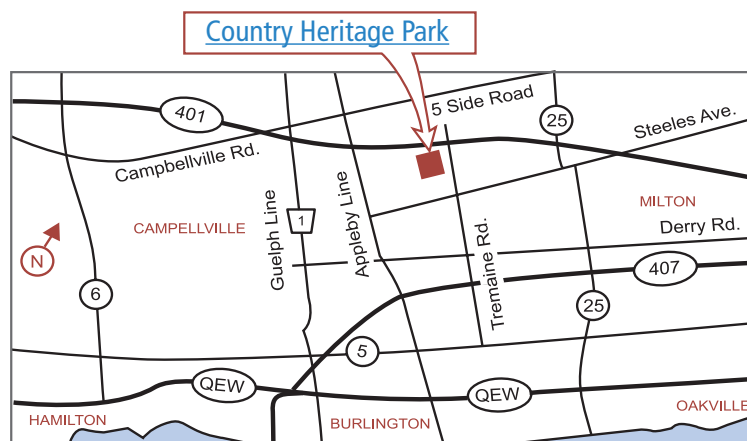 Country Heritage Park
401
5 Side Road
25
Steeles Ave.
Campbellville Rd.
Guelph Line
1
Appleby Line
CAMPELLVILLE
MILTON
Derry Rd.
N
Tremaine Rd.
407
6
25
5
QEW
QEW
HAMILTON
BURLINGTON
OAKVILLE